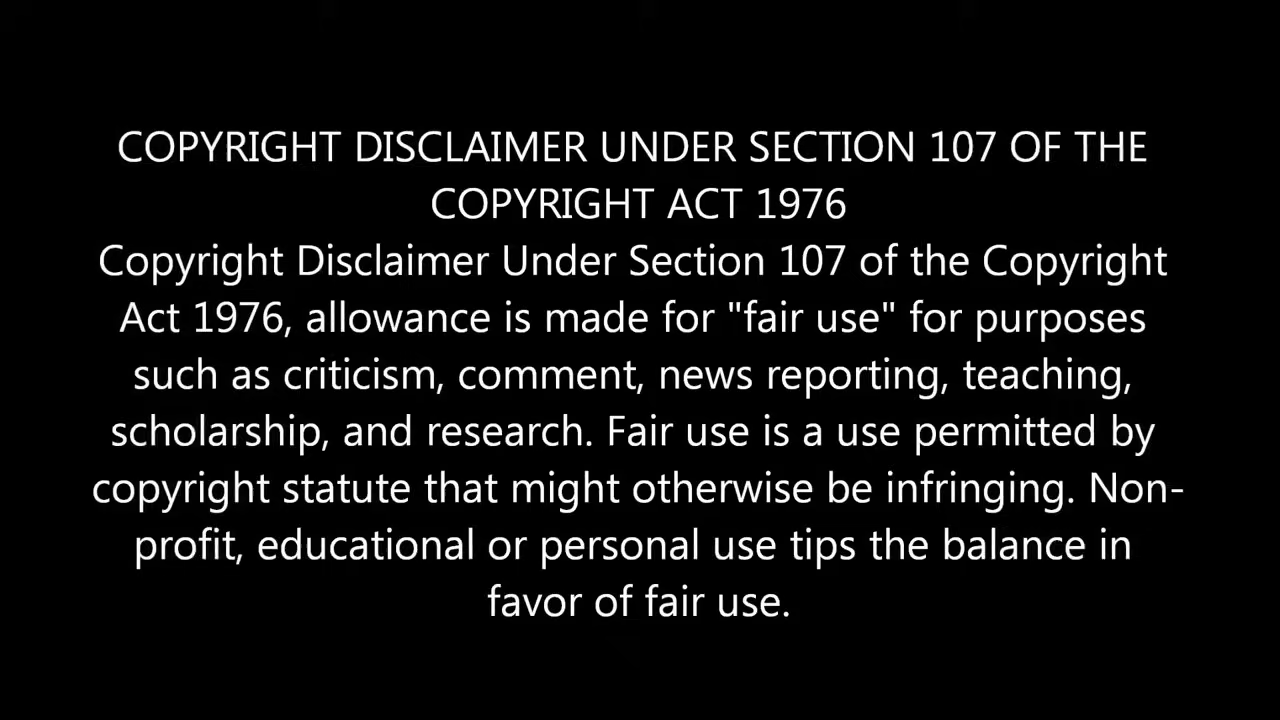 COPYRIGHT DISCLAIMER UNDER SECTION 107 OF THE
COPYRIGHT ACT 1976
Copyright Disclaimer Under Section 107 of the Copyright
Act 1976, allowance is made for "fair use" for purposes
such as criticism, comment, news reporting, teaching,
scholarship, and research. Fair use is a use permitted by
copyright statute that might otherwise be infringing. Non-
profit, educational or personal use tips the balance in
favor of fair use.